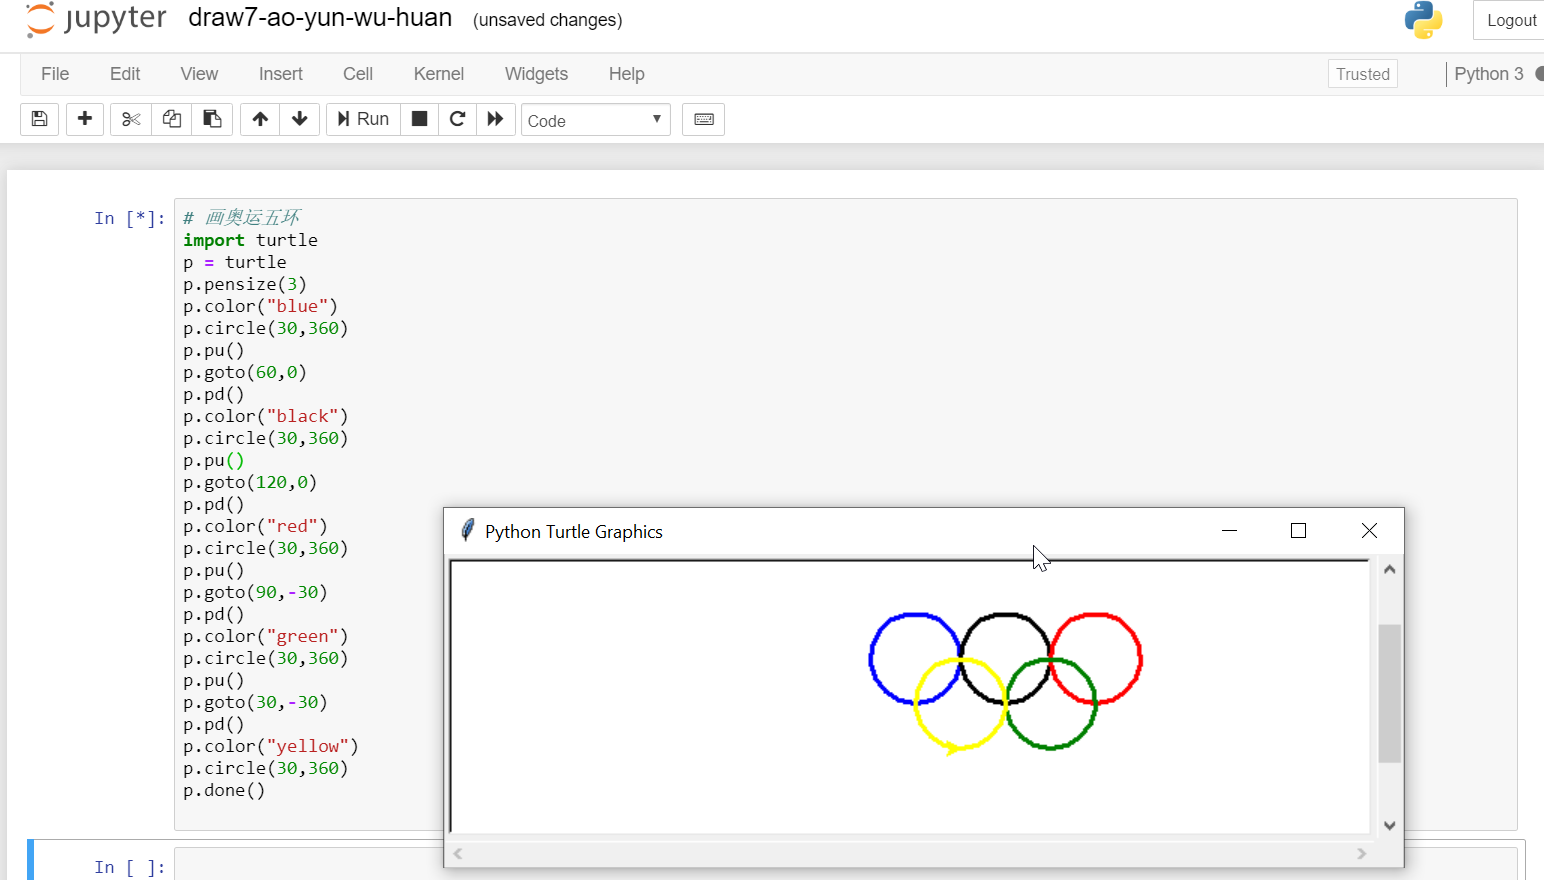 jupyter draw7-ao-yun-wu-huan (unsaved changes) Logout
File Edit View Insert Cell Kernel Widgets Help Trusted Python 3
Run Code
In [*]:
# 画奥运五环
import turtle
p = turtle
p.pensize(3)
p.color("blue")
p.circle(30,360)
p.pu()
p.goto(60,0)
p.pd()
p.color("black")
p.circle(30,360)
p.pu()
p.goto(120,0)
p.pd()
p.color("red")
p.circle(30,360)
p.pu()
p.goto(90,-30)
p.pd()
p.color("green")
p.circle(30,360)
p.pu()
p.goto(30,-30)
p.pd()
p.color("yellow")
p.circle(30,360)
p.done()
Python Turtle Graphics
In [ ]: